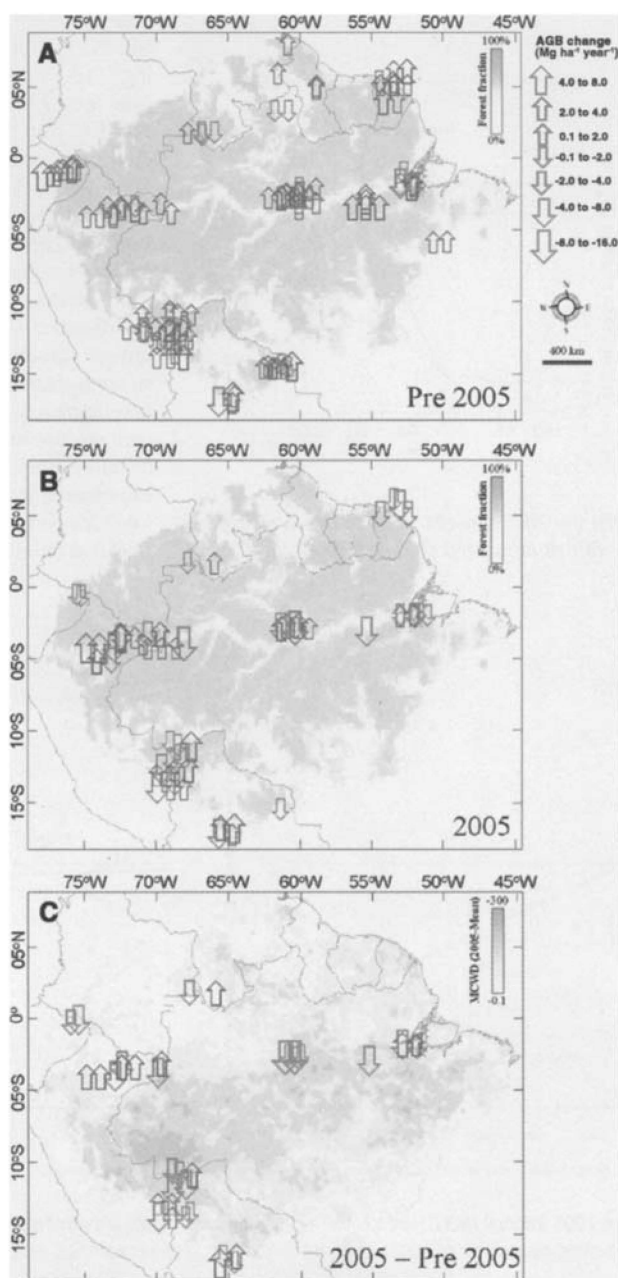 75°W 70°W 65°W 60°W 55°W 50°W 45°W
A
05°N
0°
05°S
10°S
15°S
100%
Forest fraction
0%
Pre 2005
AGB change
(Mg ha⁻¹ year⁻¹)
4.0 to 8.0
2.0 to 4.0
0.1 to 2.0
-0.1 to -2.0
-2.0 to -4.0
-4.0 to -8.0
-8.0 to -16.0
N
W E
S
400 km
75°W 70°W 65°W 60°W 55°W 50°W 45°W
B
05°N
0°
05°S
10°S
15°S
100%
Forest fraction
0%
2005
75°W 70°W 65°W 60°W 55°W 50°W 45°W
C
05°N
0°
05°S
10°S
15°S
-300
MCWD (2005-Mean)
-0.1
2005 – Pre 2005